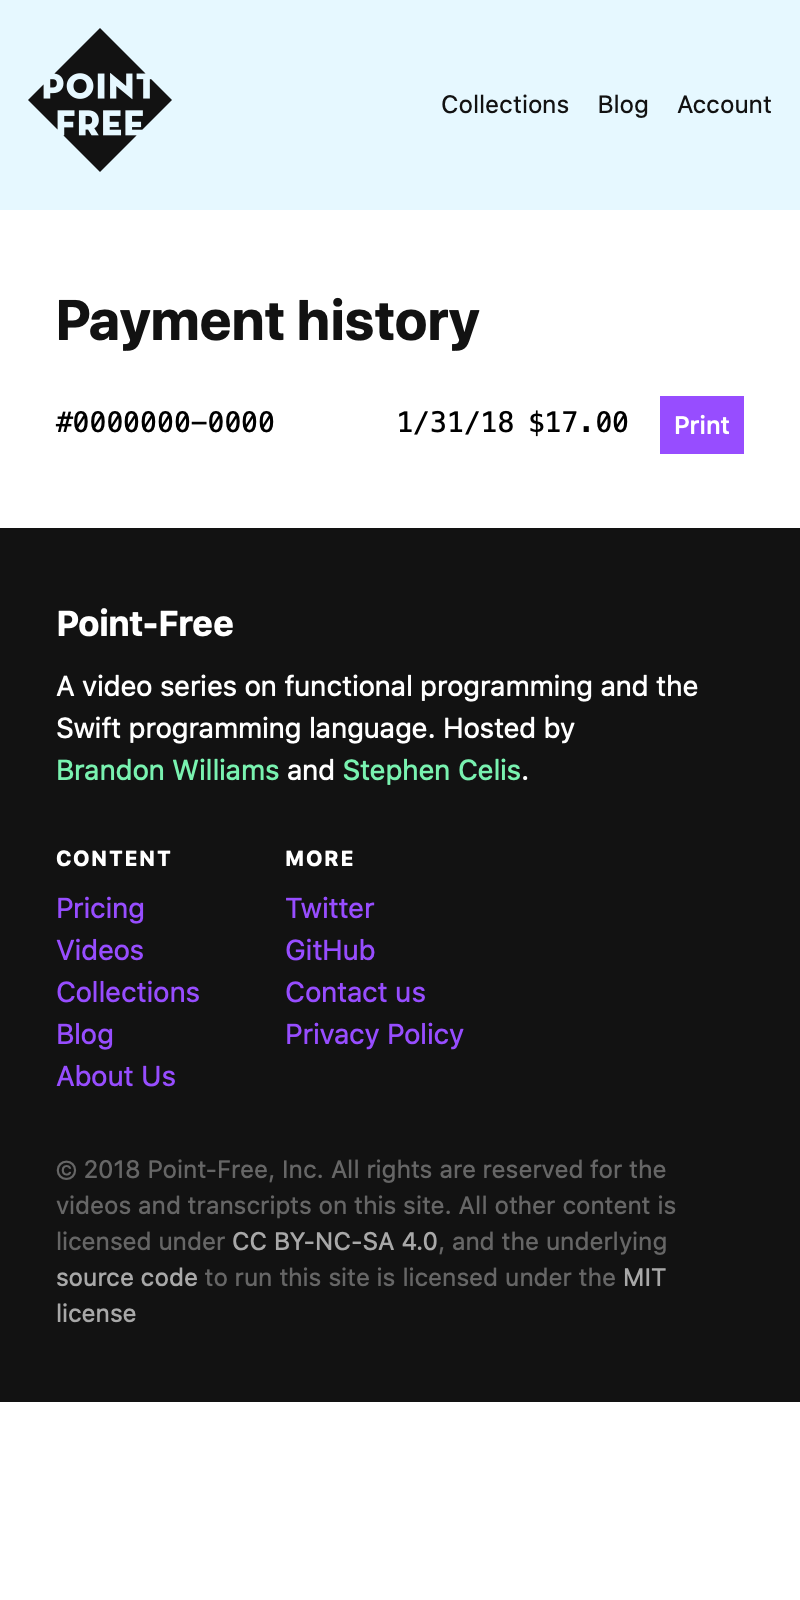 POINT
FREE
Collections Blog Account
Payment history
#0000000-0000 1/31/18 $17.00 Print
Point-Free
A video series on functional programming and the
Swift programming language. Hosted by
Brandon Williams and Stephen Celis.
CONTENT
Pricing
Videos
Collections
Blog
About Us
MORE
Twitter
GitHub
Contact us
Privacy Policy
© 2018 Point-Free, Inc. All rights are reserved for the
videos and transcripts on this site. All other content is
licensed under CC BY-NC-SA 4.0, and the underlying
source code to run this site is licensed under the MIT
license